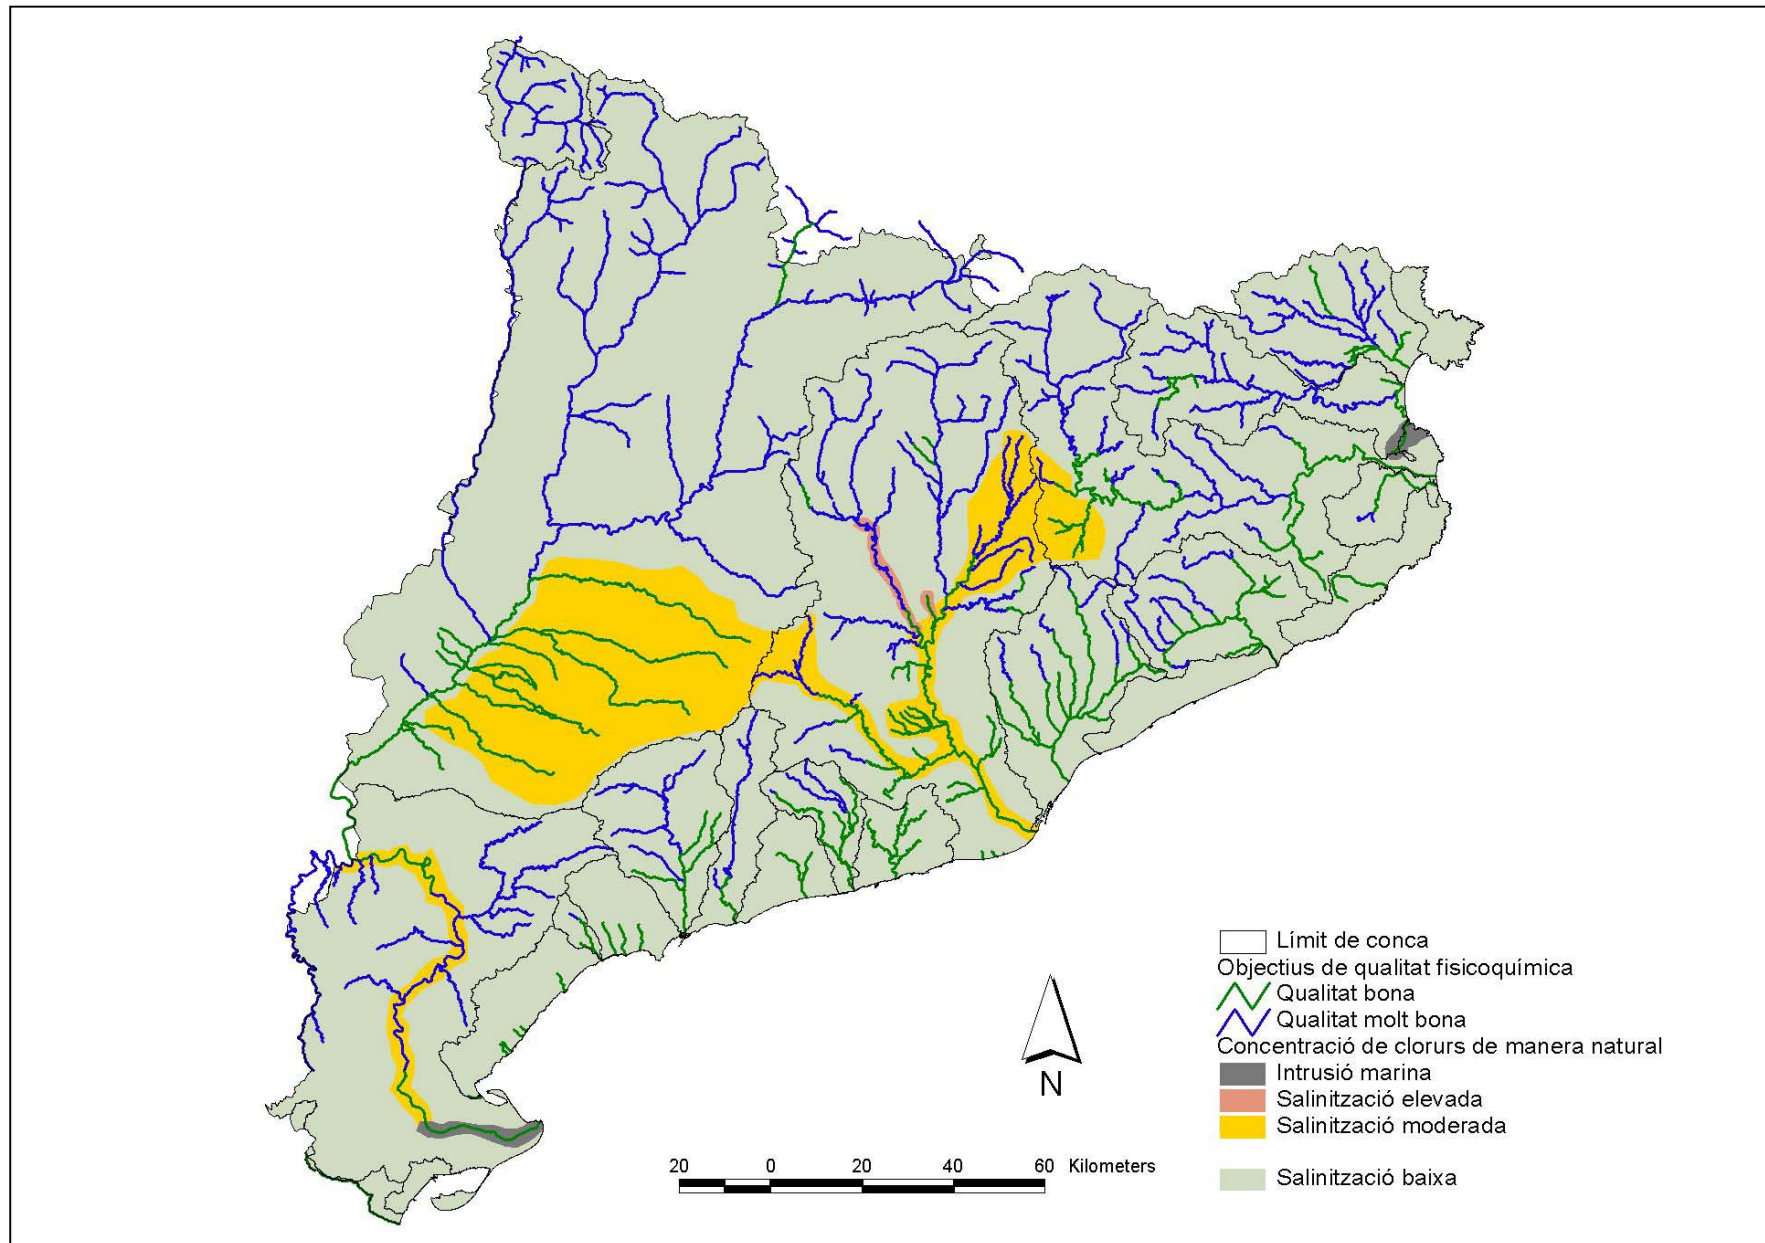 Límit de conca
Objectius de qualitat fisicoquímica
Qualitat bona
Qualitat molt bona
Concentració de clorurs de manera natural
Intrusió marina
Salinització elevada
Salinització moderada
Salinització baixa
N
20 0 20 40 60 Kilometers